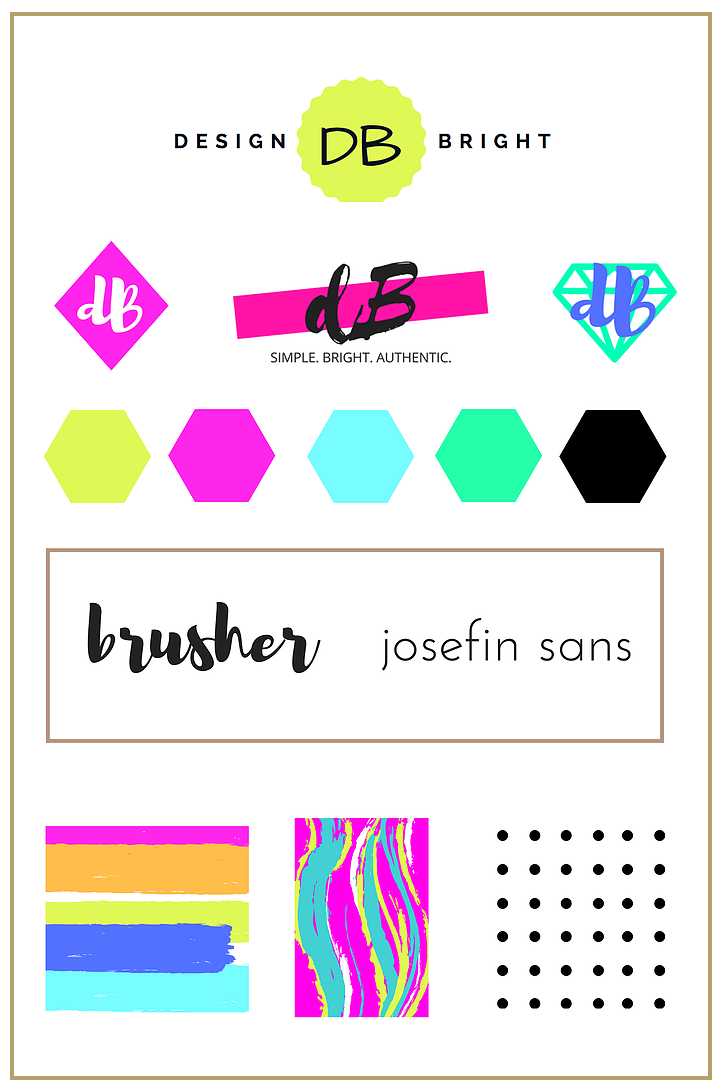 DESIGN DB BRIGHT
dB dB dB
SIMPLE. BRIGHT. AUTHENTIC.
brusher josefin sans